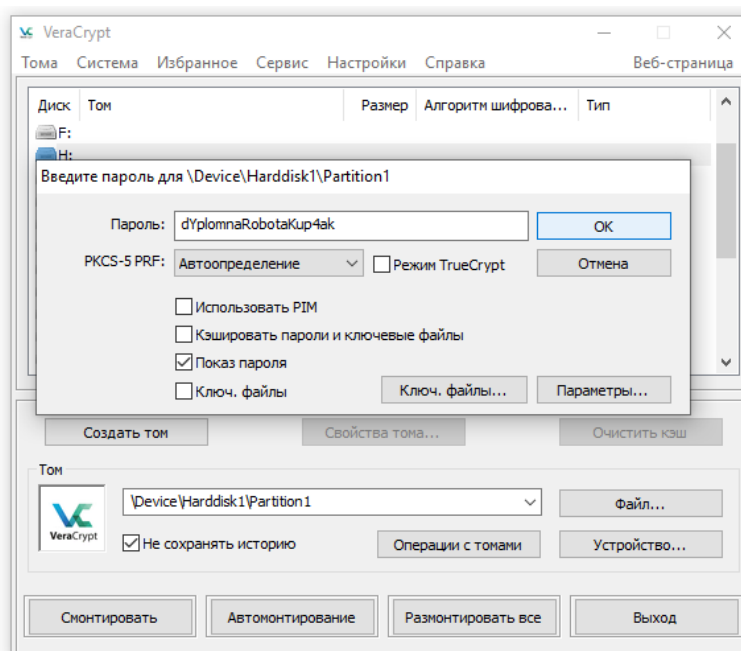 VeraCrypt
Тома Система Избранное Сервис Настройки Справка Веб-страница
Диск Том Размер Алгоритм шифрова... Тип
F:
H:
Введите пароль для \Device\Harddisk1\Partition1
Пароль: dYplomnaRobotaKup4ak OK
PKCS-5 PRF: Автоопределение Режим TrueCrypt Отмена
Использовать PIM
Кэшировать пароли и ключевые файлы
Показ пароля
Ключ. файлы Ключ. файлы... Параметры...
Создать том Свойства тома... Очистить кэш
Том
\Device\Harddisk1\Partition1 Файл...
VeraCrypt
Не сохранять историю Операции с томами Устройство...
Смонтировать Автомонтирование Размонтировать все Выход